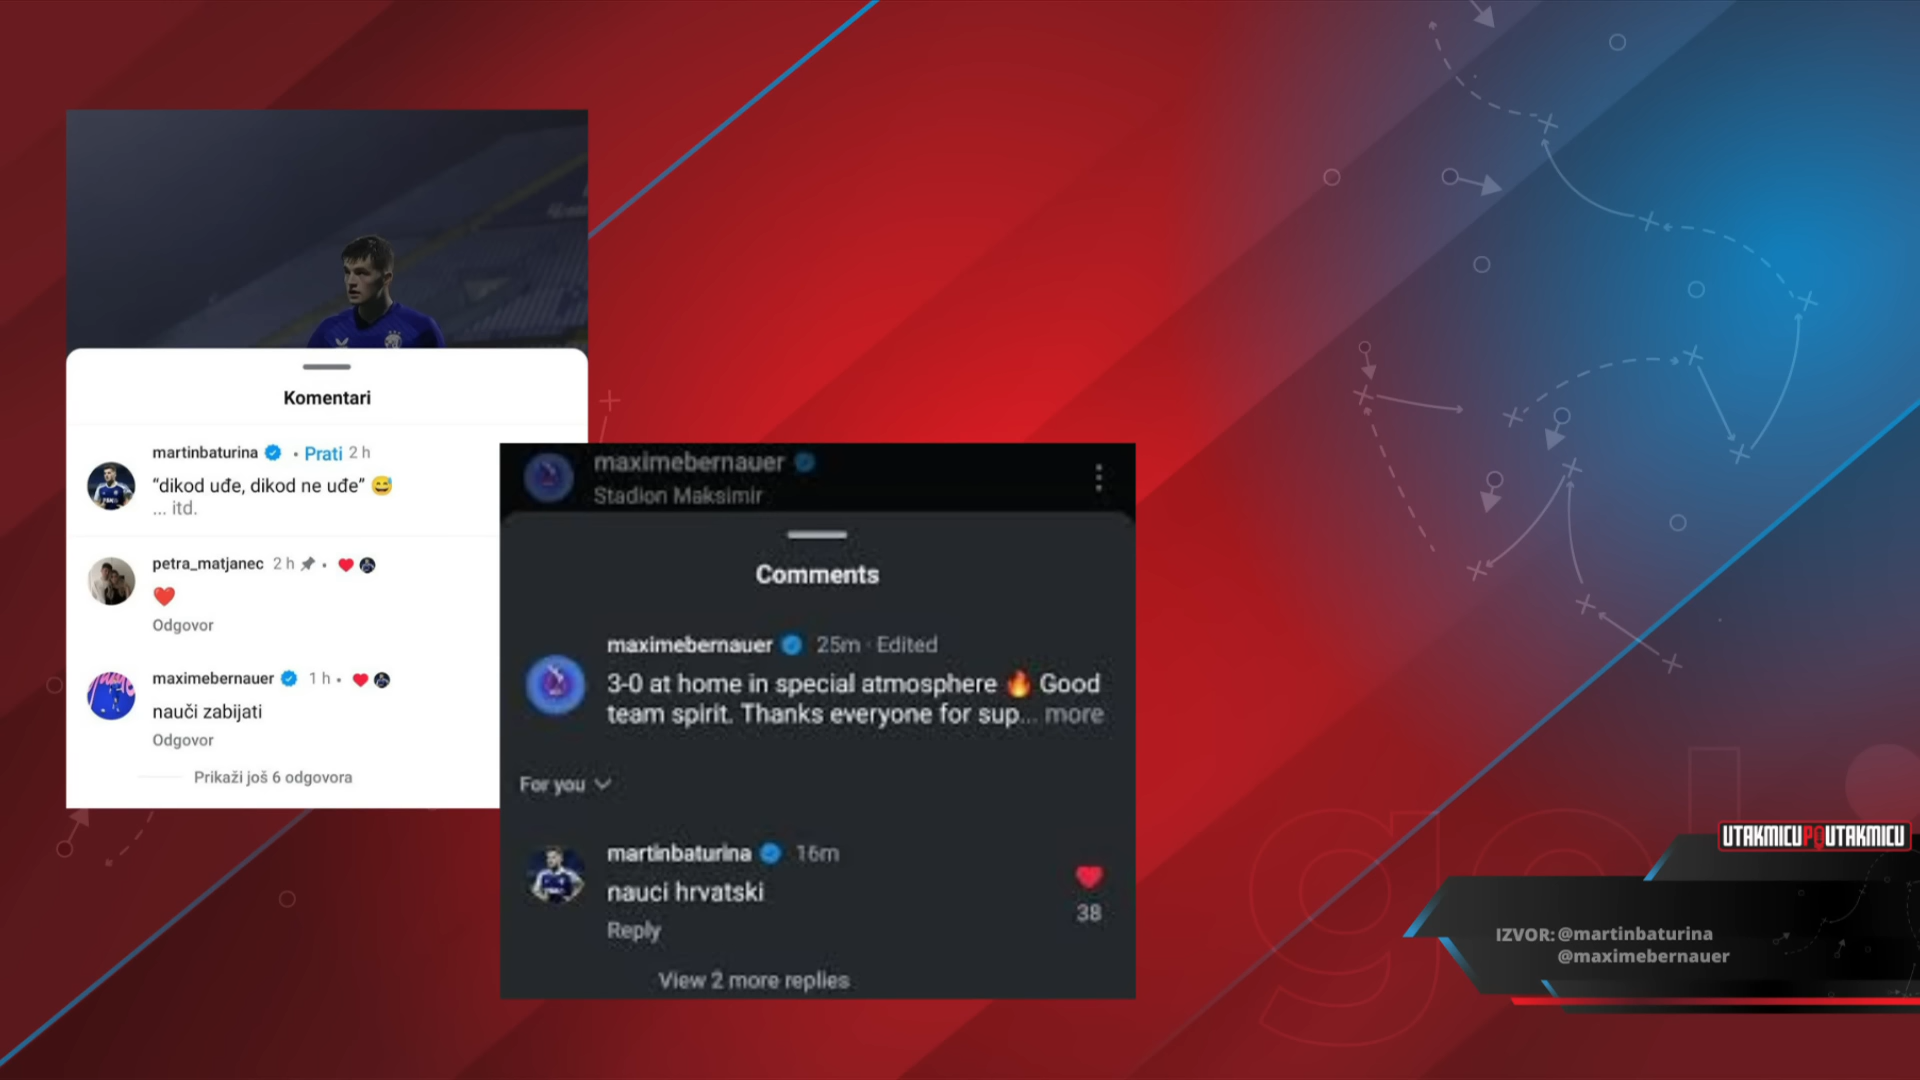 Komentari
martinbaturina • Prati 2 h
“dikod uđe, dikod ne uđe” 😅
... itd.
petra_matjanec 2 h •
❤️
Odgovor
maximebernauer 1 h •
nauči zabijati
Odgovor
Prikaži još 6 odgovora
maximebernauer
Stadion Maksimir
Comments
maximebernauer 25m · Edited
3-0 at home in special atmosphere 🔥 Good
team spirit. Thanks everyone for sup... more
For you
martinbaturina 16m
nauci hrvatski
38
Reply
View 2 more replies
gol
UTAKMICU PO UTAKMICU
IZVOR: @martinbaturina
@maximebernauer